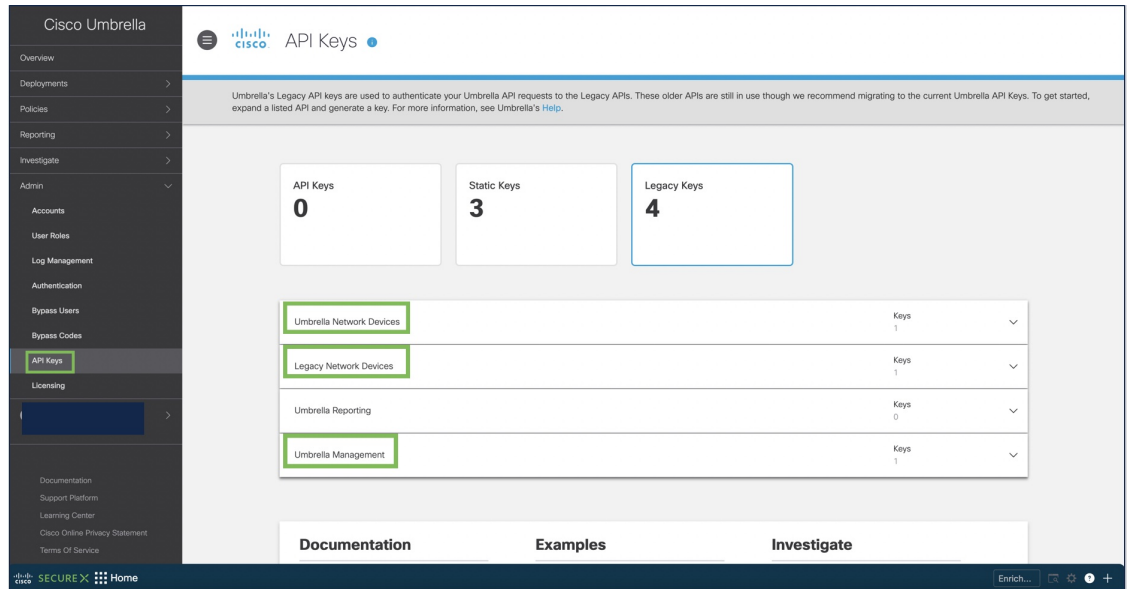 Cisco Umbrella
Overview
Deployments
Policies
Reporting
Investigate
Admin
Accounts
User Roles
Log Management
Authentication
Bypass Users
Bypass Codes
API Keys
Licensing
Documentation
Support Platform
Learning Center
Cisco Online Privacy Statement
Terms Of Service
CISCO API Keys
Umbrella's Legacy API keys are used to authenticate your Umbrella API requests to the Legacy APIs. These older APIs are still in use though we recommend migrating to the current Umbrella API Keys. To get started,
expand a listed API and generate a key. For more information, see Umbrella's Help.
API Keys
0
Static Keys
3
Legacy Keys
4
Umbrella Network Devices
Keys
1
Legacy Network Devices
Keys
1
Umbrella Reporting
Keys
0
Umbrella Management
Keys
1
Documentation Examples Investigate
CISCO SECUREX Home Enrich... ? +